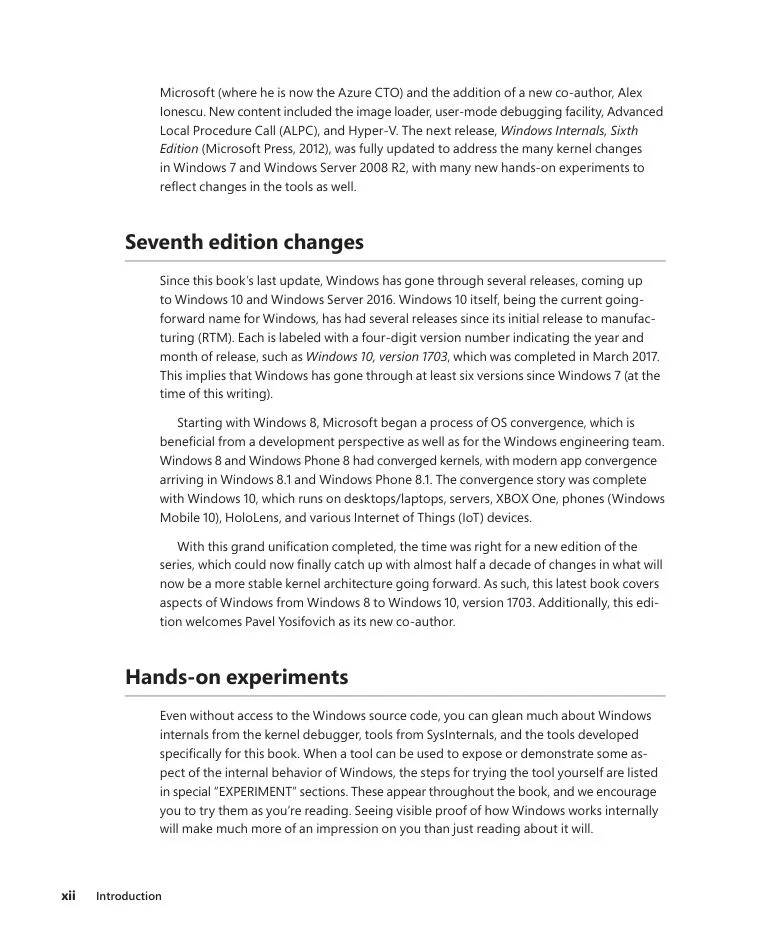 Microsoft (where he is now the Azure CTO) and the addition of a new co-author, Alex
Ionescu. New content included the image loader, user-mode debugging facility, Advanced
Local Procedure Call (ALPC), and Hyper-V. The next release, Windows Internals, Sixth
Edition (Microsoft Press, 2012), was fully updated to address the many kernel changes
in Windows 7 and Windows Server 2008 R2, with many new hands-on experiments to
reflect changes in the tools as well.
Seventh edition changes
Since this book’s last update, Windows has gone through several releases, coming up
to Windows 10 and Windows Server 2016. Windows 10 itself, being the current going-
forward name for Windows, has had several releases since its initial release to manufac-
turing (RTM). Each is labeled with a four-digit version number indicating the year and
month of release, such as Windows 10, version 1703, which was completed in March 2017.
This implies that Windows has gone through at least six versions since Windows 7 (at the
time of this writing).
Starting with Windows 8, Microsoft began a process of OS convergence, which is
beneficial from a development perspective as well as for the Windows engineering team.
Windows 8 and Windows Phone 8 had converged kernels, with modern app convergence
arriving in Windows 8.1 and Windows Phone 8.1. The convergence story was complete
with Windows 10, which runs on desktops/laptops, servers, XBOX One, phones (Windows
Mobile 10), HoloLens, and various Internet of Things (IoT) devices.
With this grand unification completed, the time was right for a new edition of the
series, which could now finally catch up with almost half a decade of changes in what will
now be a more stable kernel architecture going forward. As such, this latest book covers
aspects of Windows from Windows 8 to Windows 10, version 1703. Additionally, this edi-
tion welcomes Pavel Yosifovich as its new co-author.
Hands-on experiments
Even without access to the Windows source code, you can glean much about Windows
internals from the kernel debugger, tools from SysInternals, and the tools developed
specifically for this book. When a tool can be used to expose or demonstrate some as-
pect of the internal behavior of Windows, the steps for trying the tool yourself are listed
in special “EXPERIMENT” sections. These appear throughout the book, and we encourage
you to try them as you’re reading. Seeing visible proof of how Windows works internally
will make much more of an impression on you than just reading about it will.
xii Introduction